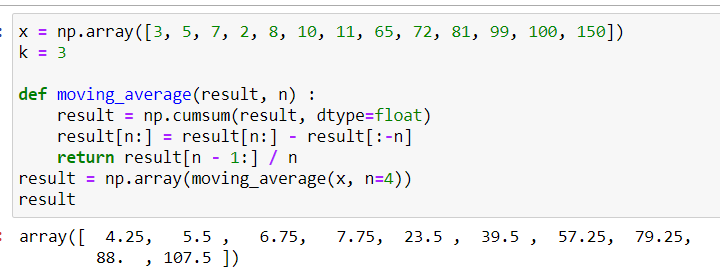 x = np.array([3, 5, 7, 2, 8, 10, 11, 65, 72, 81, 99, 100, 150])
k = 3
def moving_average(result, n) :
    result = np.cumsum(result, dtype=float)
    result[n:] = result[n:] - result[:-n]
    return result[n - 1:] / n
result = np.array(moving_average(x, n=4))
result
array([  4.25,   5.5 ,   6.75,   7.75,  23.5 ,  39.5 ,  57.25,  79.25,
        88.  , 107.5 ])